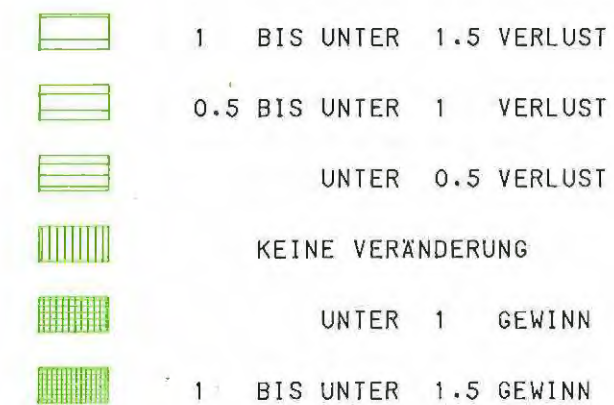 1 BIS UNTER 1.5 VERLUST
0.5 BIS UNTER 1 VERLUST
UNTER 0.5 VERLUST
KEINE VERÄNDERUNG
UNTER 1 GEWINN
1 BIS UNTER 1.5 GEWINN